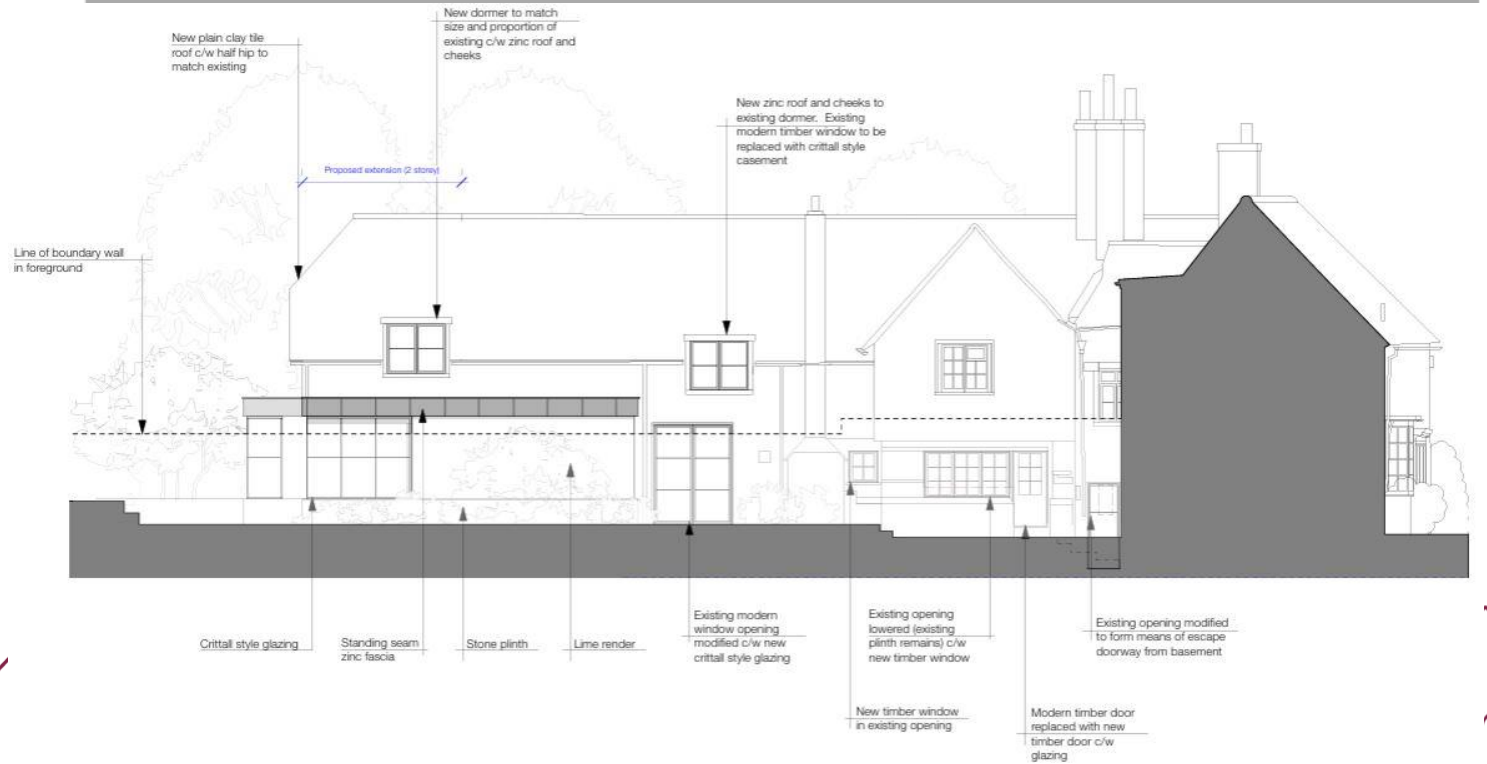 New dormer to match
size and proportion of
existing c/w zinc roof and
cheeks
New plain clay tile
roof c/w half hip to
match existing
New zinc roof and cheeks to
existing dormer. Existing
modern timber window to be
replaced with crittall style
casement
Proposed extension (2 storey)
Line of boundary wall
in foreground
Crittall style glazing
Standing seam
zinc fascia
Stone plinth
Lime render
Existing modern
window opening
modified c/w new
crittall style glazing
Existing opening
lowered (existing
plinth remains) c/w
new timber window
Existing opening modified
to form means of escape
doorway from basement
New timber window
in existing opening
Modern timber door
replaced with new
timber door c/w
glazing